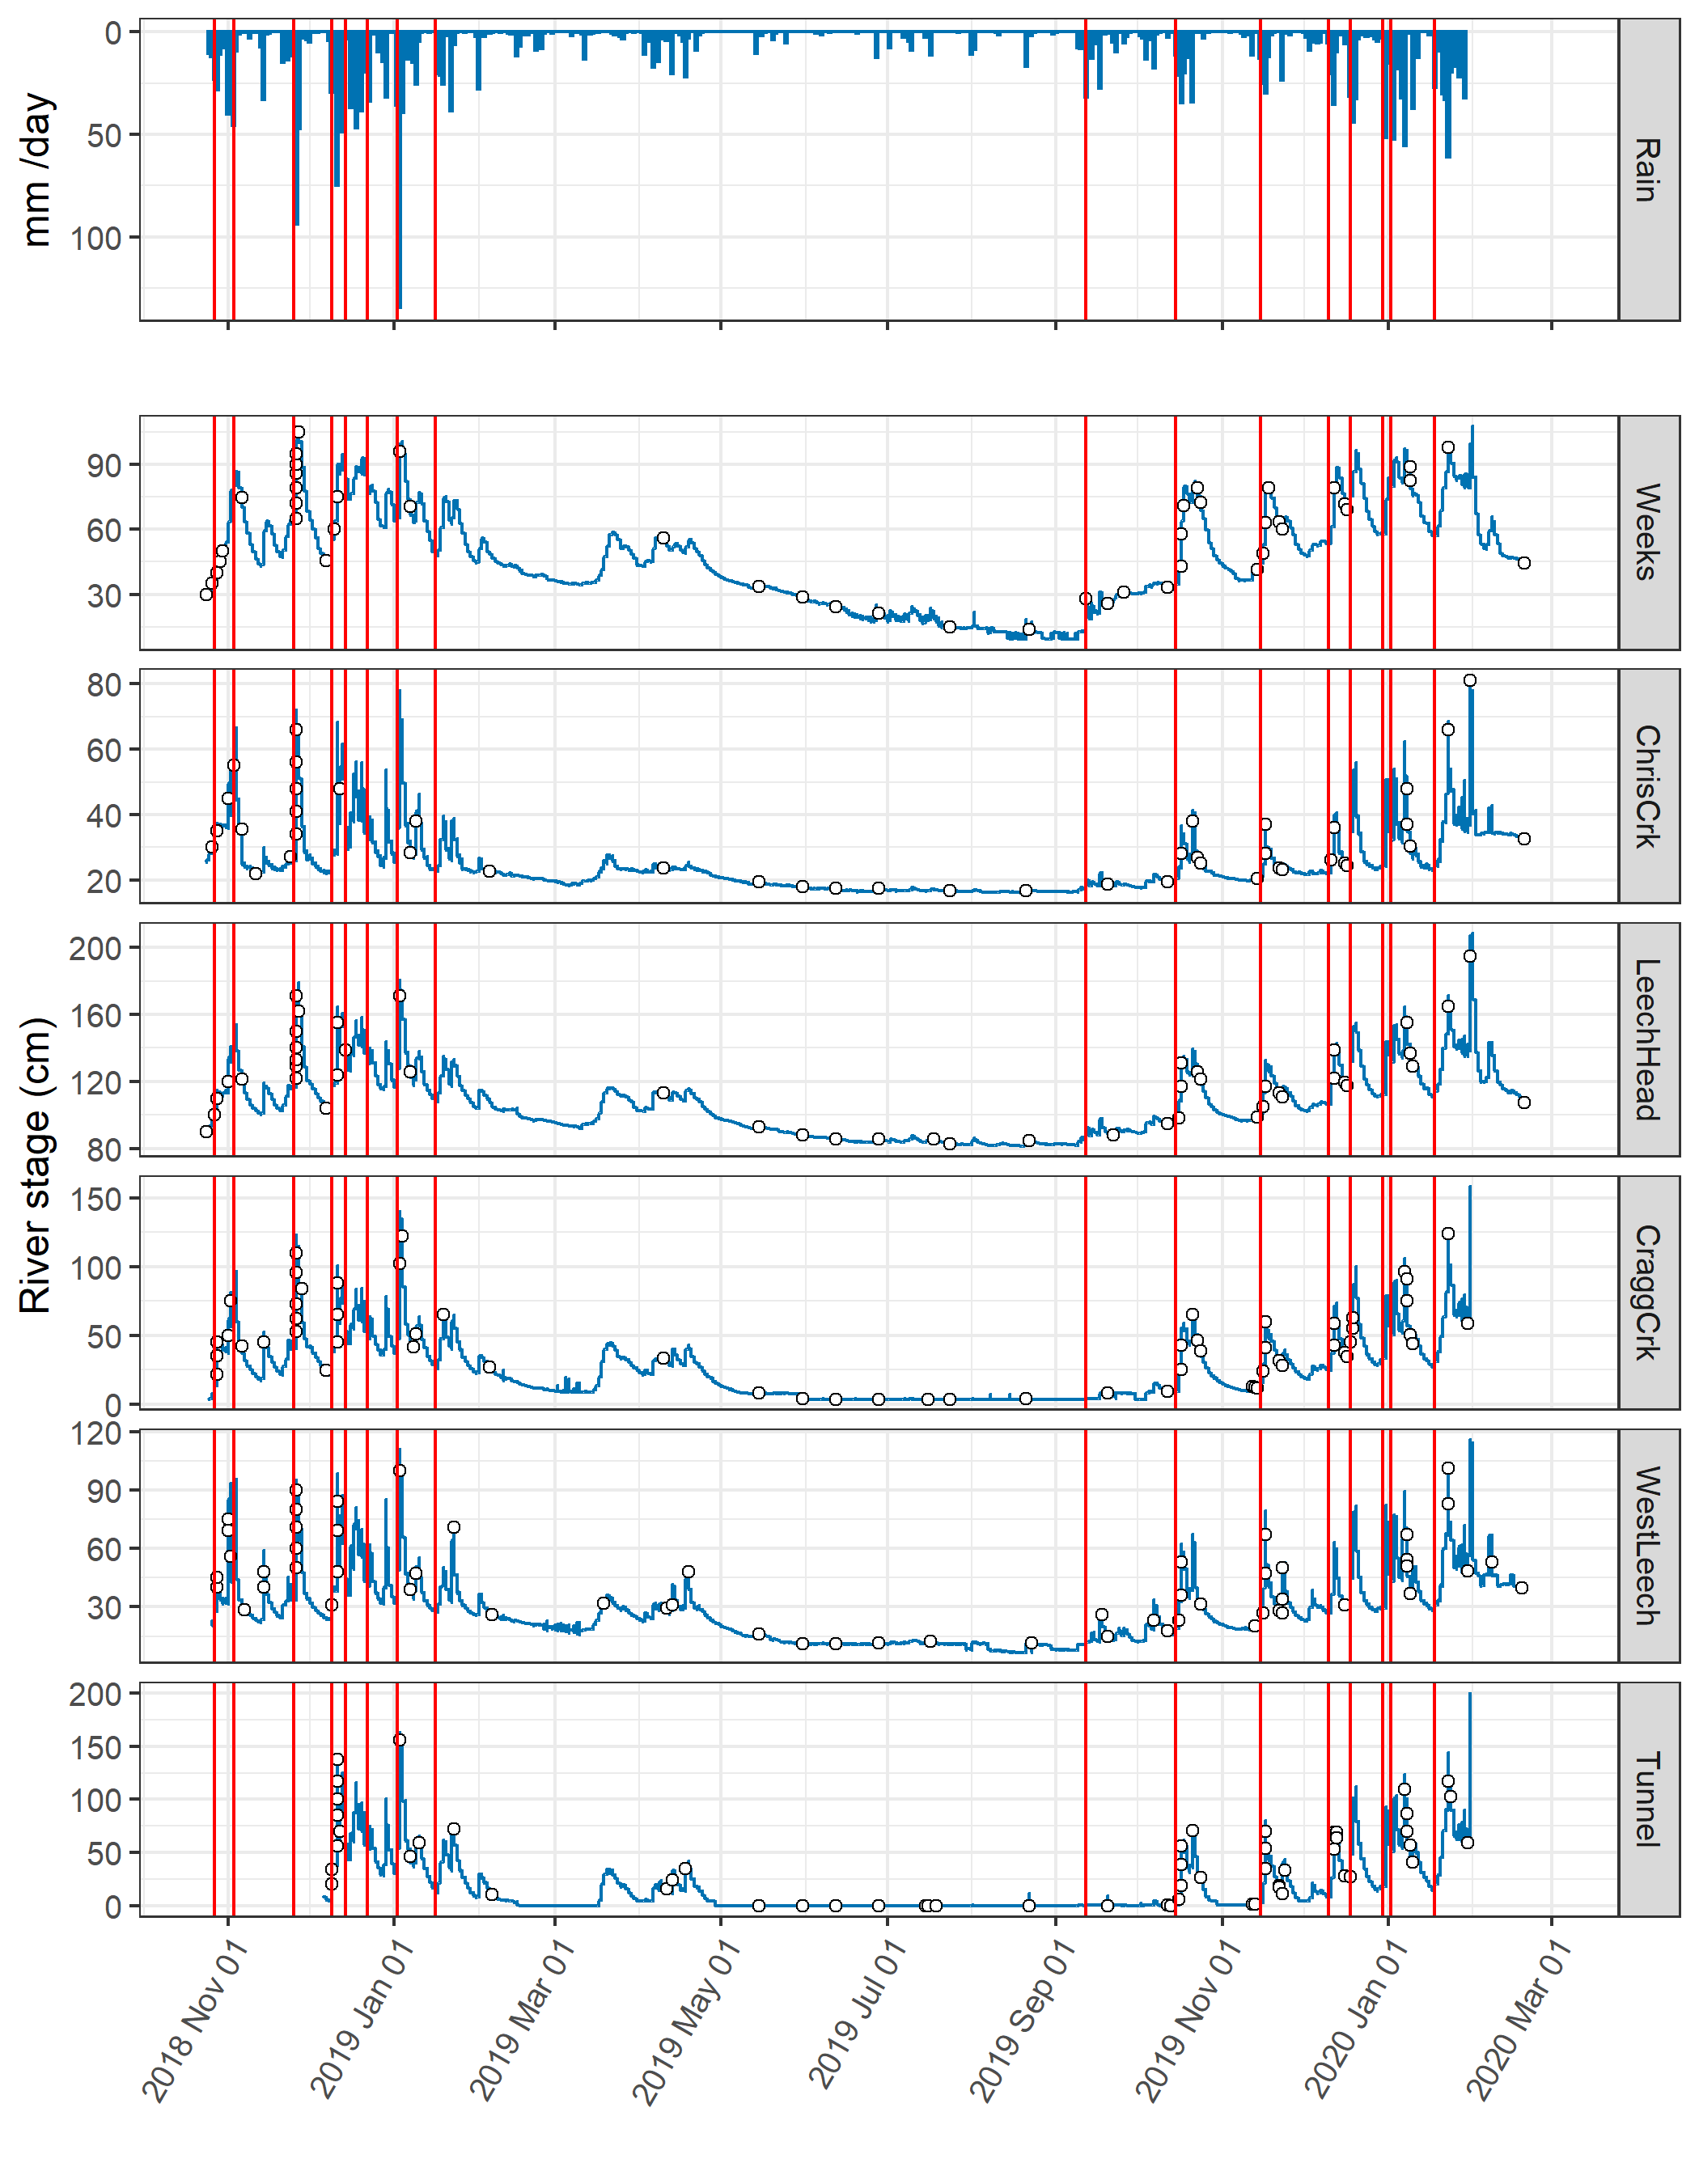 mm /day
0
50
100
Rain
River stage (cm)
90
60
30
Weeks
80
60
40
20
ChrisCrk
200
160
120
80
LeechHead
150
100
50
0
CraggCrk
120
90
60
30
WestLeech
200
150
100
50
0
Tunnel
2018 Nov 01
2019 Jan 01
2019 Mar 01
2019 May 01
2019 Jul 01
2019 Sep 01
2019 Nov 01
2020 Jan 01
2020 Mar 01